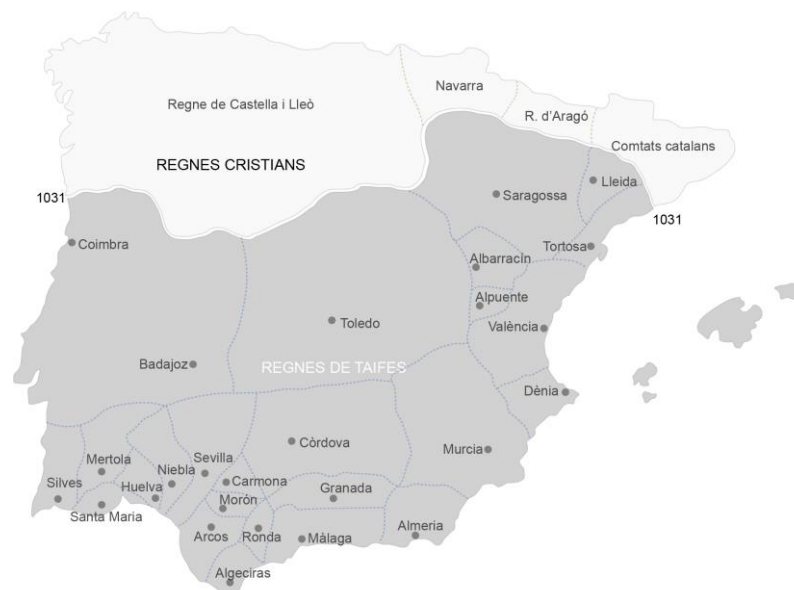 Navarra
Regne de Castella i Lleò
R. d'Aragó
Comtats catalans
REGNES CRISTIANS
Lleida
Saragossa
1031
1031
Coimbra
Tortosa
Albarracìn
Alpuente
Toledo
València
Badajoz
REGNES DE TAIFES
Dènia
Còrdova
Murcia
Sevilla
Mertola
Niebla
Carmona
Silves
Huelva
Granada
Morón
Santa Maria
Arcos
Ronda
Màlaga
Almeria
Algeciras